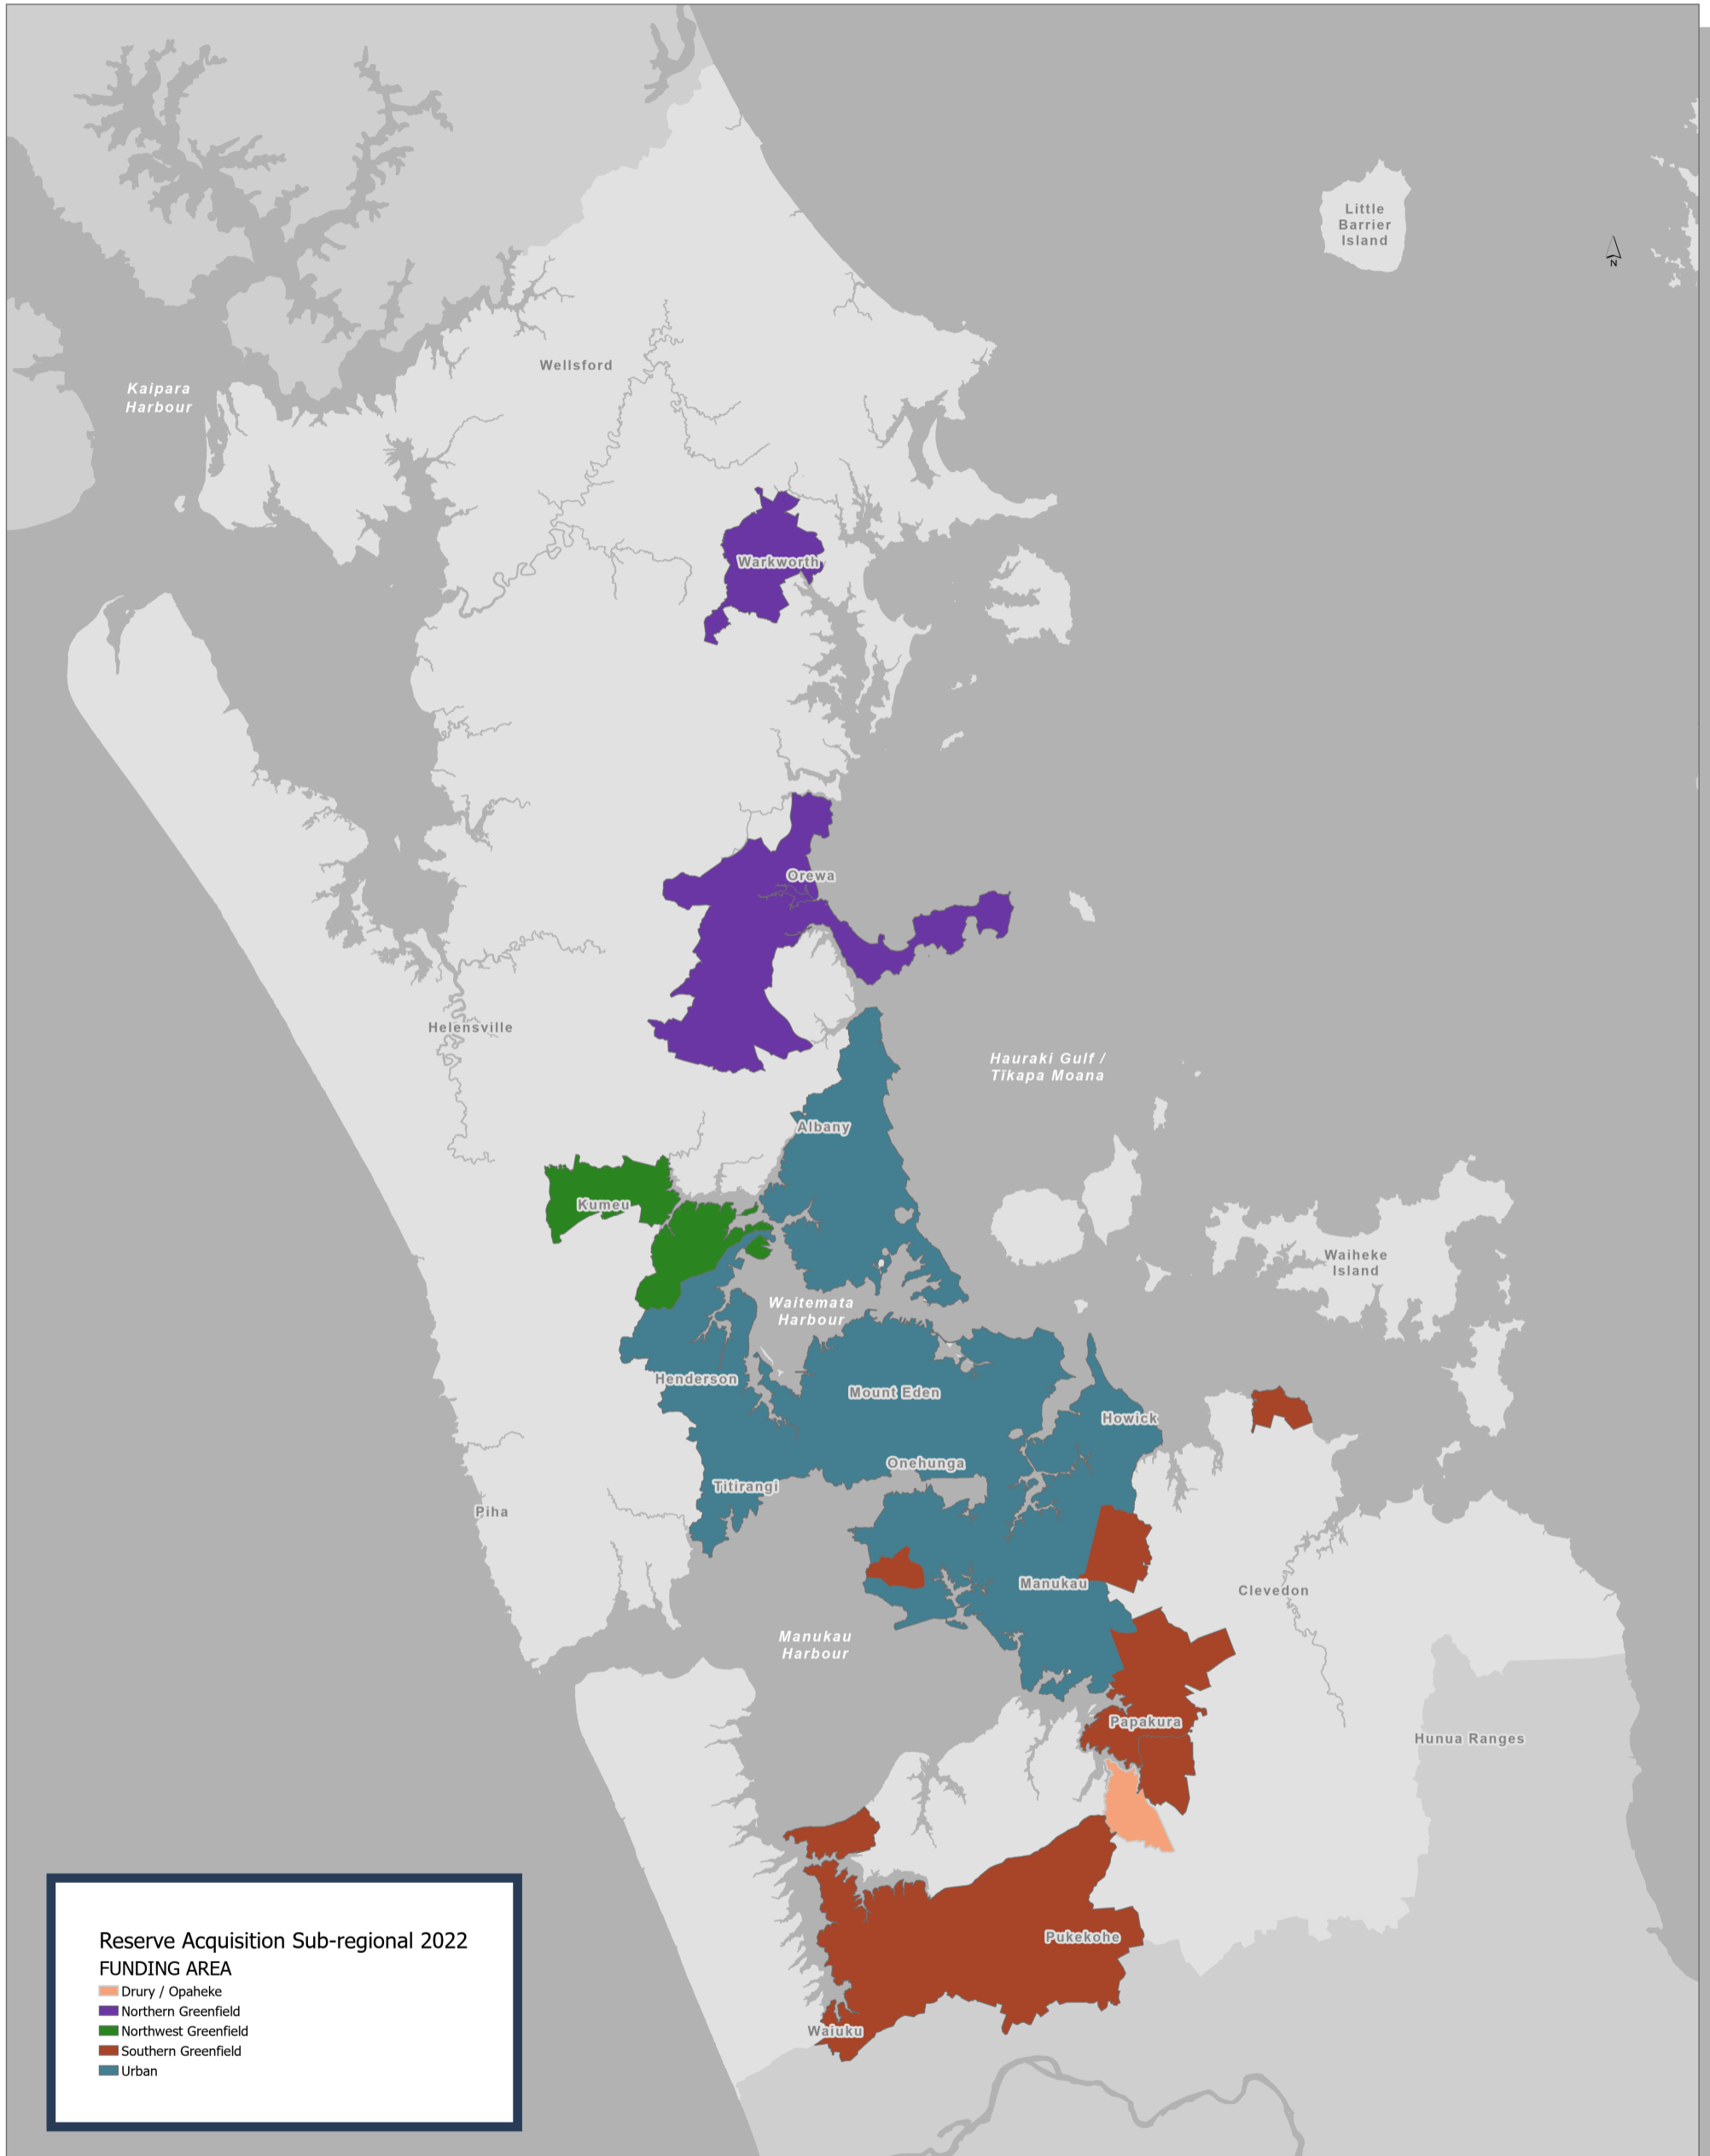 Little
Barrier
Island
N
Wellsford
Kaipara
Harbour
Warkworth
Orewa
Helensville
Hauraki Gulf /
Tīkapa Moana
Albany
Kumeu
Waiheke
Island
Waitemata
Harbour
Henderson
Mount Eden
Howick
Onehunga
Titirangi
Piha
Manukau
Clevedon
Manukau
Harbour
Papakura
Hunua Ranges
Pukekohe
Waiuku
Reserve Acquisition Sub-regional 2022
FUNDING AREA
Drury / Opaheke
Northern Greenfield
Northwest Greenfield
Southern Greenfield
Urban